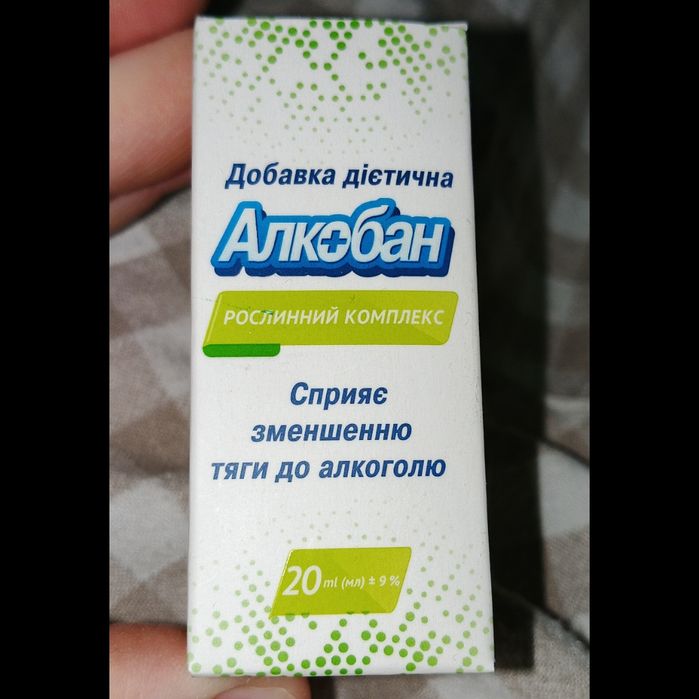 Добавка дієтична
Алкобан
РОСЛИННИЙ КОМПЛЕКС
Сприяє
зменшенню
тяги до алкоголю
20 ml (мл) ± 9 %